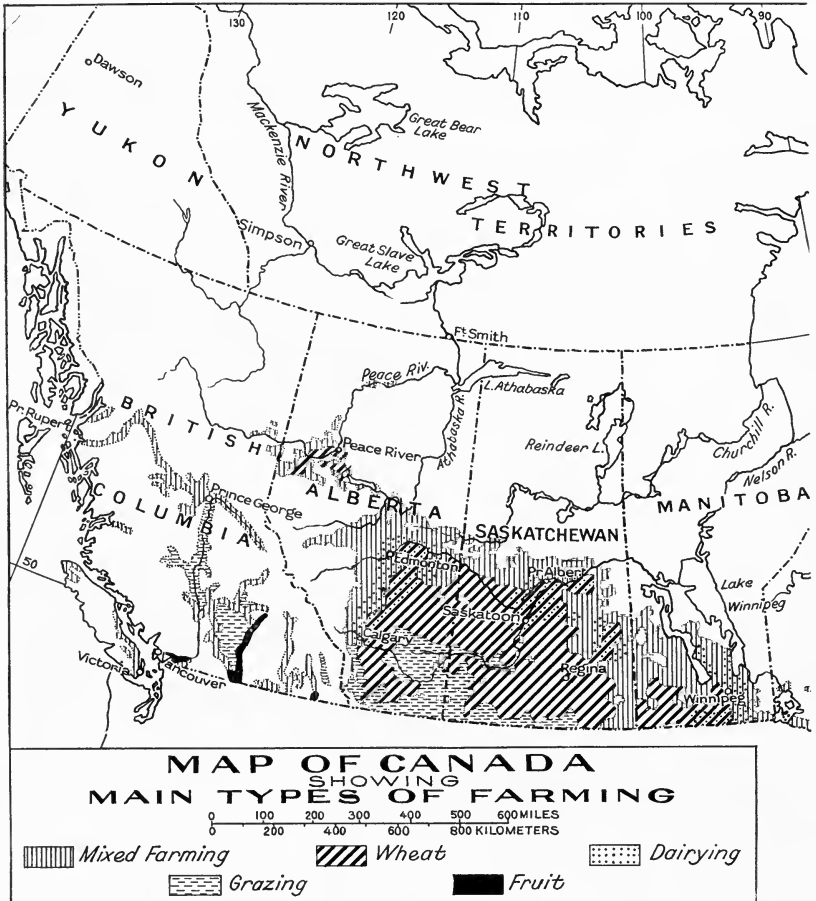 130
120
110
100
90
Dawson
YUKON
Mackenzie River
Great Bear
Lake
NORTHWEST
TERRITORIES
Simpson
Great Slave
Lake
Ft. Smith
Peace Riv.
L. Athabaska
Athabaska R.
Pr. Rupert
BRITISH
COLUMBIA
Peace River
Reindeer L.
Churchill R.
Nelson R.
Prince George
ALBERTA
SASKATCHEWAN
MANITOBA
50
Edmonton
Pr. Albert
Lake
Winnipeg
Saskatoon
Calgary
Regina
Victoria
Vancouver
Winnipeg
MAP OF CANADA
SHOWING
MAIN TYPES OF FARMING
0 100 200 300 400 500 600 MILES
0 200 400 600 800 KILOMETERS
Mixed Farming
Wheat
Dairying
Grazing
Fruit